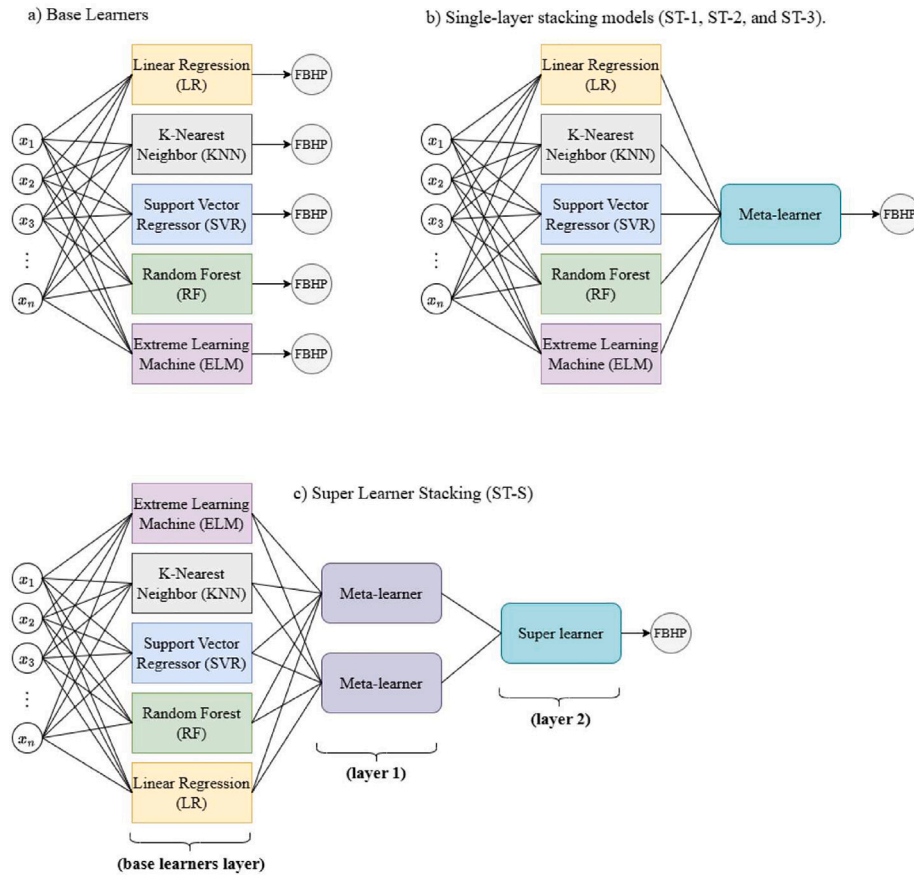 a) Base Learners
Linear Regression
(LR)
FBHP
K-Nearest
Neighbor (KNN)
FBHP
Support Vector
Regressor (SVR)
FBHP
Random Forest
(RF)
FBHP
Extreme Learning
Machine (ELM)
FBHP
x1
x2
x3
⋮
xn
b) Single-layer stacking models (ST-1, ST-2, and ST-3).
x1
x2
x3
⋮
xn
Linear Regression
(LR)
K-Nearest
Neighbor (KNN)
Support Vector
Regressor (SVR)
Random Forest
(RF)
Extreme Learning
Machine (ELM)
Meta-learner
FBHP
c) Super Learner Stacking (ST-S)
x1
x2
x3
⋮
xn
Extreme Learning
Machine (ELM)
K-Nearest
Neighbor (KNN)
Support Vector
Regressor (SVR)
Random Forest
(RF)
Linear Regression
(LR)
(base learners layer)
Meta-learner
Meta-learner
(layer 1)
Super learner
(layer 2)
FBHP